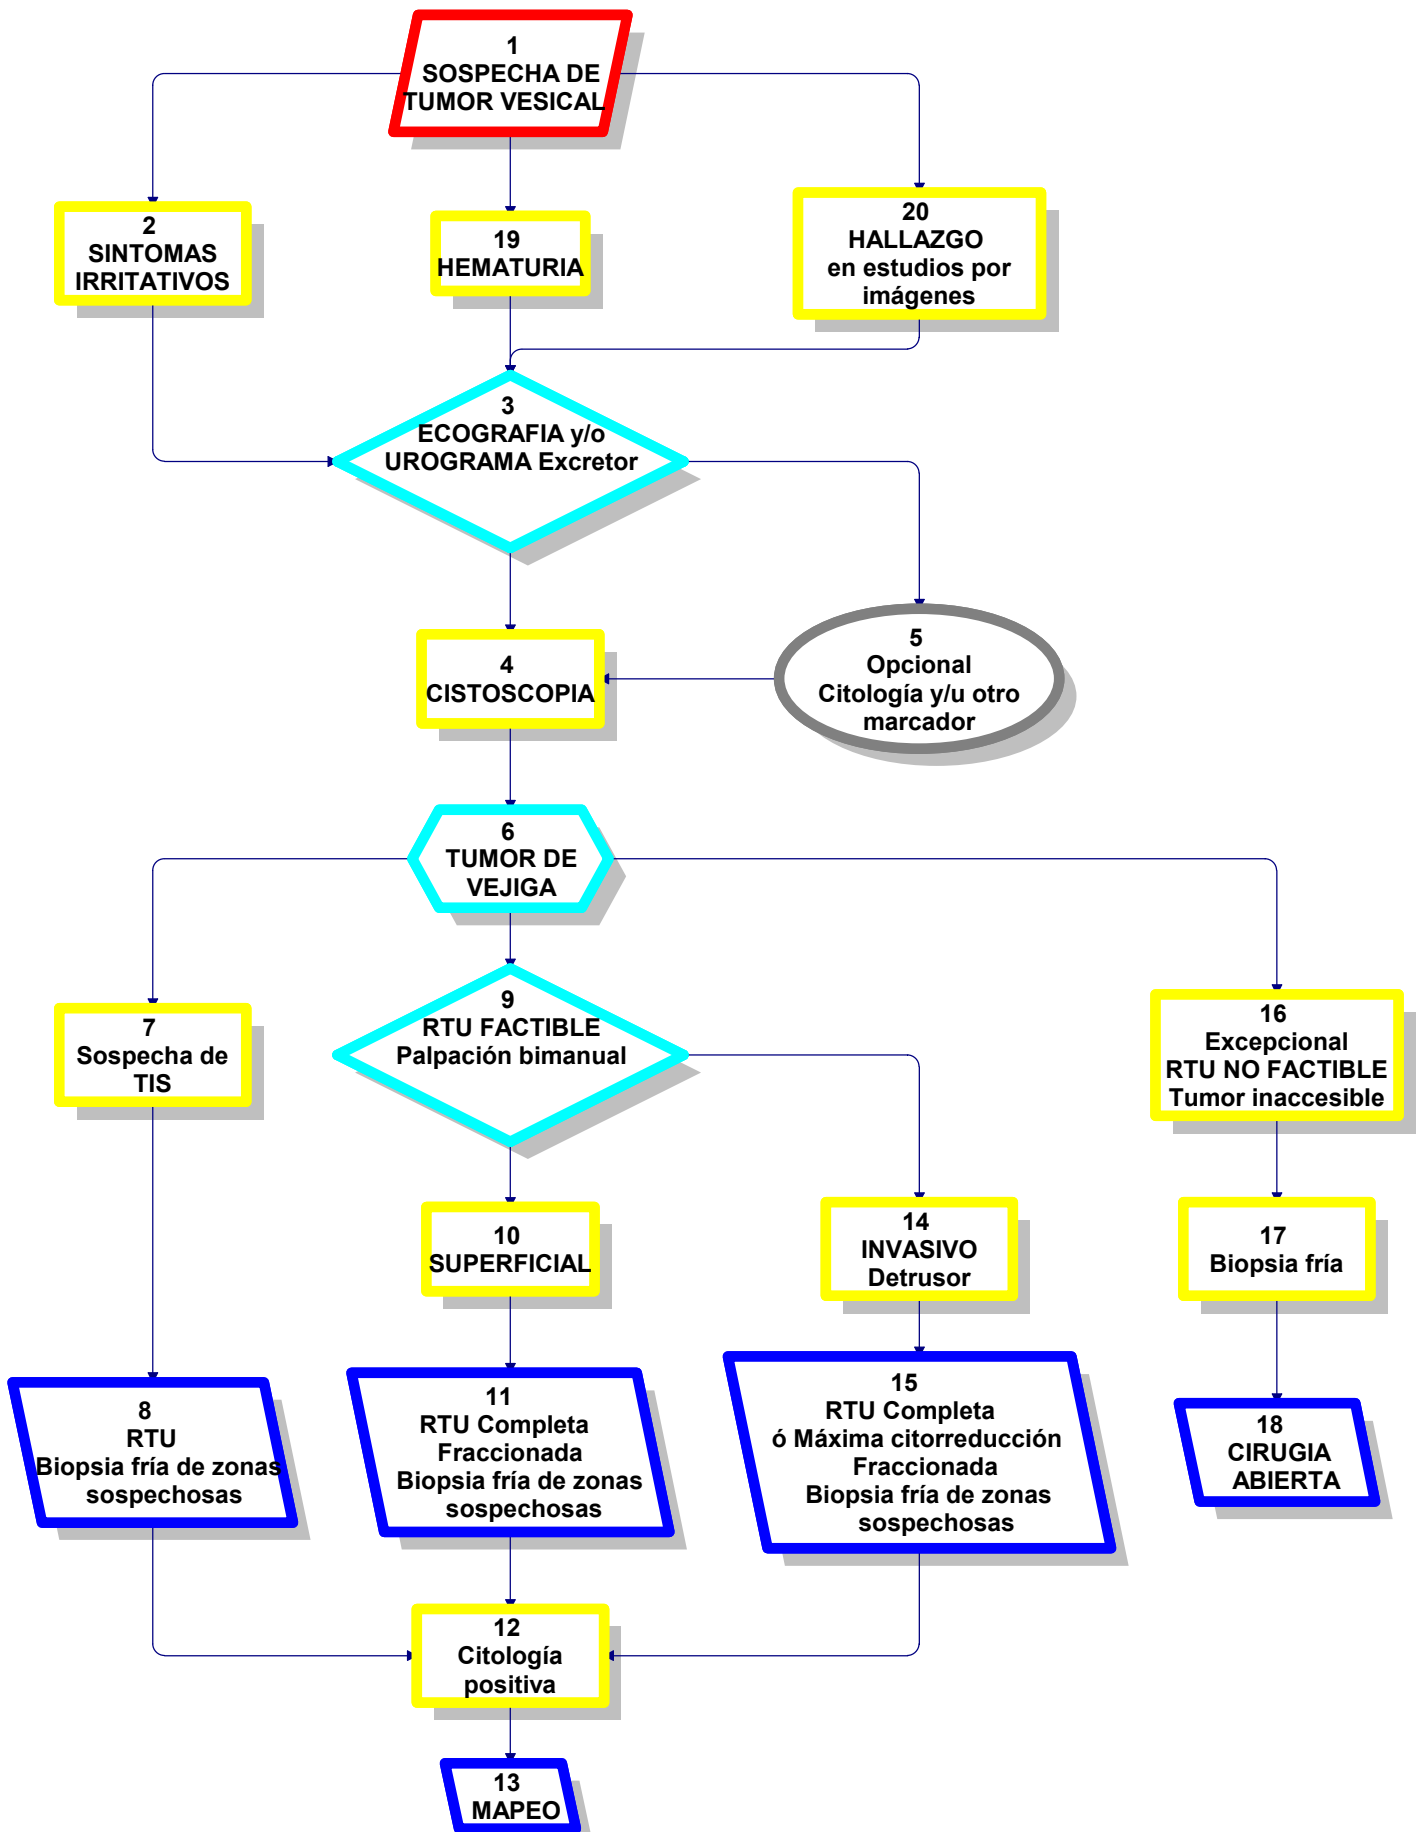 1
SOSPECHA DE
TUMOR VESICAL
2
SINTOMAS
IRRITATIVOS
19
HEMATURIA
20
HALLAZGO
en estudios por
imágenes
3
ECOGRAFIA y/o
UROGRAMA Excretor
4
CISTOSCOPIA
5
Opcional
Citología y/u otro
marcador
6
TUMOR DE
VEJIGA
7
Sospecha de
TIS
9
RTU FACTIBLE
Palpación bimanual
16
Excepcional
RTU NO FACTIBLE
Tumor inaccesible
10
SUPERFICIAL
14
INVASIVO
Detrusor
17
Biopsia fría
8
RTU
Biopsia fría de zonas
sospechosas
11
RTU Completa
Fraccionada
Biopsia fría de zonas
sospechosas
15
RTU Completa
ó Máxima citorreducción
Fraccionada
Biopsia fría de zonas
sospechosas
18
CIRUGIA
ABIERTA
12
Citología
positiva
13
MAPEO